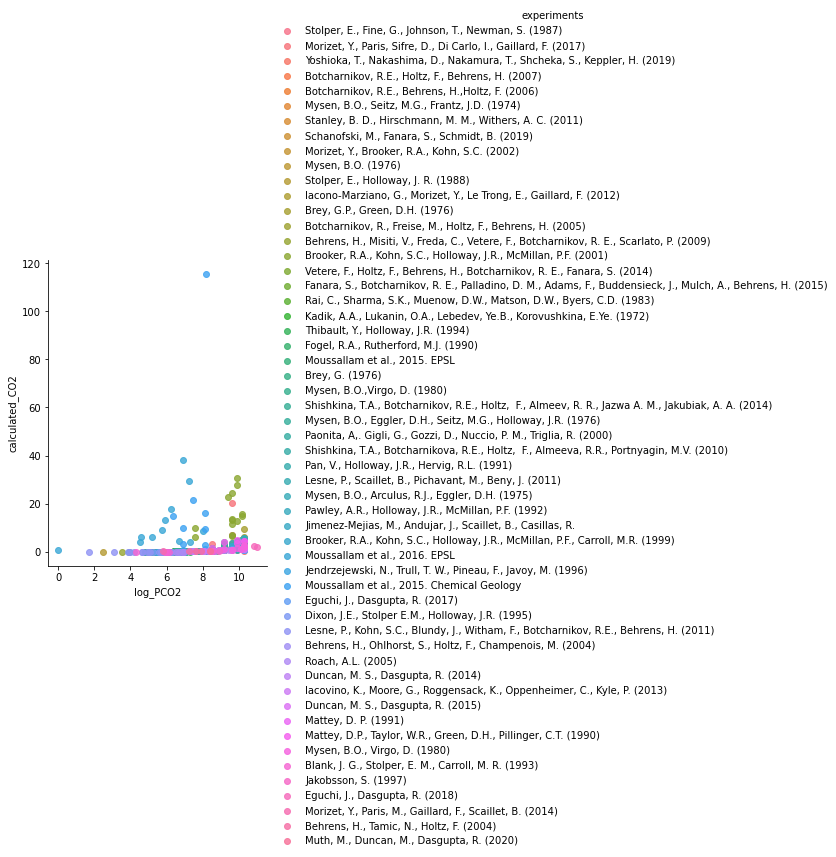 experiments
Stolper, E., Fine, G., Johnson, T., Newman, S. (1987)
Morizet, Y., Paris, Sifre, D., Di Carlo, I., Gaillard, F. (2017)
Yoshioka, T., Nakashima, D., Nakamura, T., Shcheka, S., Keppler, H. (2019)
Botcharnikov, R.E., Holtz, F., Behrens, H. (2007)
Botcharnikov, R.E., Behrens, H.,Holtz, F. (2006)
Mysen, B.O., Seitz, M.G., Frantz, J.D. (1974)
Stanley, B. D., Hirschmann, M. M., Withers, A. C. (2011)
Schanofski, M., Fanara, S., Schmidt, B. (2019)
Morizet, Y., Brooker, R.A., Kohn, S.C. (2002)
Mysen, B.O. (1976)
Stolper, E., Holloway, J. R. (1988)
Iacono-Marziano, G., Morizet, Y., Le Trong, E., Gaillard, F. (2012)
Brey, G.P., Green, D.H. (1976)
Botcharnikov, R., Freise, M., Holtz, F., Behrens, H. (2005)
Behrens, H., Misiti, V., Freda, C., Vetere, F., Botcharnikov, R. E., Scarlato, P. (2009)
Brooker, R.A., Kohn, S.C., Holloway, J.R., McMillan, P.F. (2001)
Vetere, F., Holtz, F., Behrens, H., Botcharnikov, R. E., Fanara, S. (2014)
Fanara, S., Botcharnikov, R. E., Palladino, D. M., Adams, F., Buddensieck, J., Mulch, A., Behrens, H. (2015)
Rai, C., Sharma, S.K., Muenow, D.W., Matson, D.W., Byers, C.D. (1983)
Kadik, A.A., Lukanin, O.A., Lebedev, Ye.B., Korovushkina, E.Ye. (1972)
Thibault, Y., Holloway, J.R. (1994)
Fogel, R.A., Rutherford, M.J. (1990)
Moussallam et al., 2015. EPSL
Brey, G. (1976)
Mysen, B.O.,Virgo, D. (1980)
Shishkina, T.A., Botcharnikov, R.E., Holtz,  F., Almeev, R. R., Jazwa A. M., Jakubiak, A. A. (2014)
Mysen, B.O., Eggler, D.H., Seitz, M.G., Holloway, J.R. (1976)
Paonita, A,. Gigli, G., Gozzi, D., Nuccio, P. M., Triglia, R. (2000)
Shishkina, T.A., Botcharnikova, R.E., Holtz,  F., Almeeva, R.R., Portnyagin, M.V. (2010)
Pan, V., Holloway, J.R., Hervig, R.L. (1991)
Lesne, P., Scaillet, B., Pichavant, M., Beny, J. (2011)
Mysen, B.O., Arculus, R.J., Eggler, D.H. (1975)
Pawley, A.R., Holloway, J.R., McMillan, P.F. (1992)
Jimenez-Mejias, M., Andujar, J., Scaillet, B., Casillas, R.
Brooker, R.A., Kohn, S.C., Holloway, J.R., McMillan, P.F., Carroll, M.R. (1999)
Moussallam et al., 2016. EPSL
Jendrzejewski, N., Trull, T. W., Pineau, F., Javoy, M. (1996)
Moussallam et al., 2015. Chemical Geology
Eguchi, J., Dasgupta, R. (2017)
Dixon, J.E., Stolper E.M., Holloway, J.R. (1995)
Lesne, P., Kohn, S.C., Blundy, J., Witham, F., Botcharnikov, R.E., Behrens, H. (2011)
Behrens, H., Ohlhorst, S., Holtz, F., Champenois, M. (2004)
Roach, A.L. (2005)
Duncan, M. S., Dasgupta, R. (2014)
Iacovino, K., Moore, G., Roggensack, K., Oppenheimer, C., Kyle, P. (2013)
Duncan, M. S., Dasgupta, R. (2015)
Mattey, D. P. (1991)
Mattey, D.P., Taylor, W.R., Green, D.H., Pillinger, C.T. (1990)
Mysen, B.O., Virgo, D. (1980)
Blank, J. G., Stolper, E. M., Carroll, M. R. (1993)
Jakobsson, S. (1997)
Eguchi, J., Dasgupta, R. (2018)
Morizet, Y., Paris, M., Gaillard, F., Scaillet, B. (2014)
Behrens, H., Tamic, N., Holtz, F. (2004)
Muth, M., Duncan, M., Dasgupta, R. (2020)
120
100
80
60
40
20
0
calculated_CO2
0 2 4 6 8 10
log_PCO2